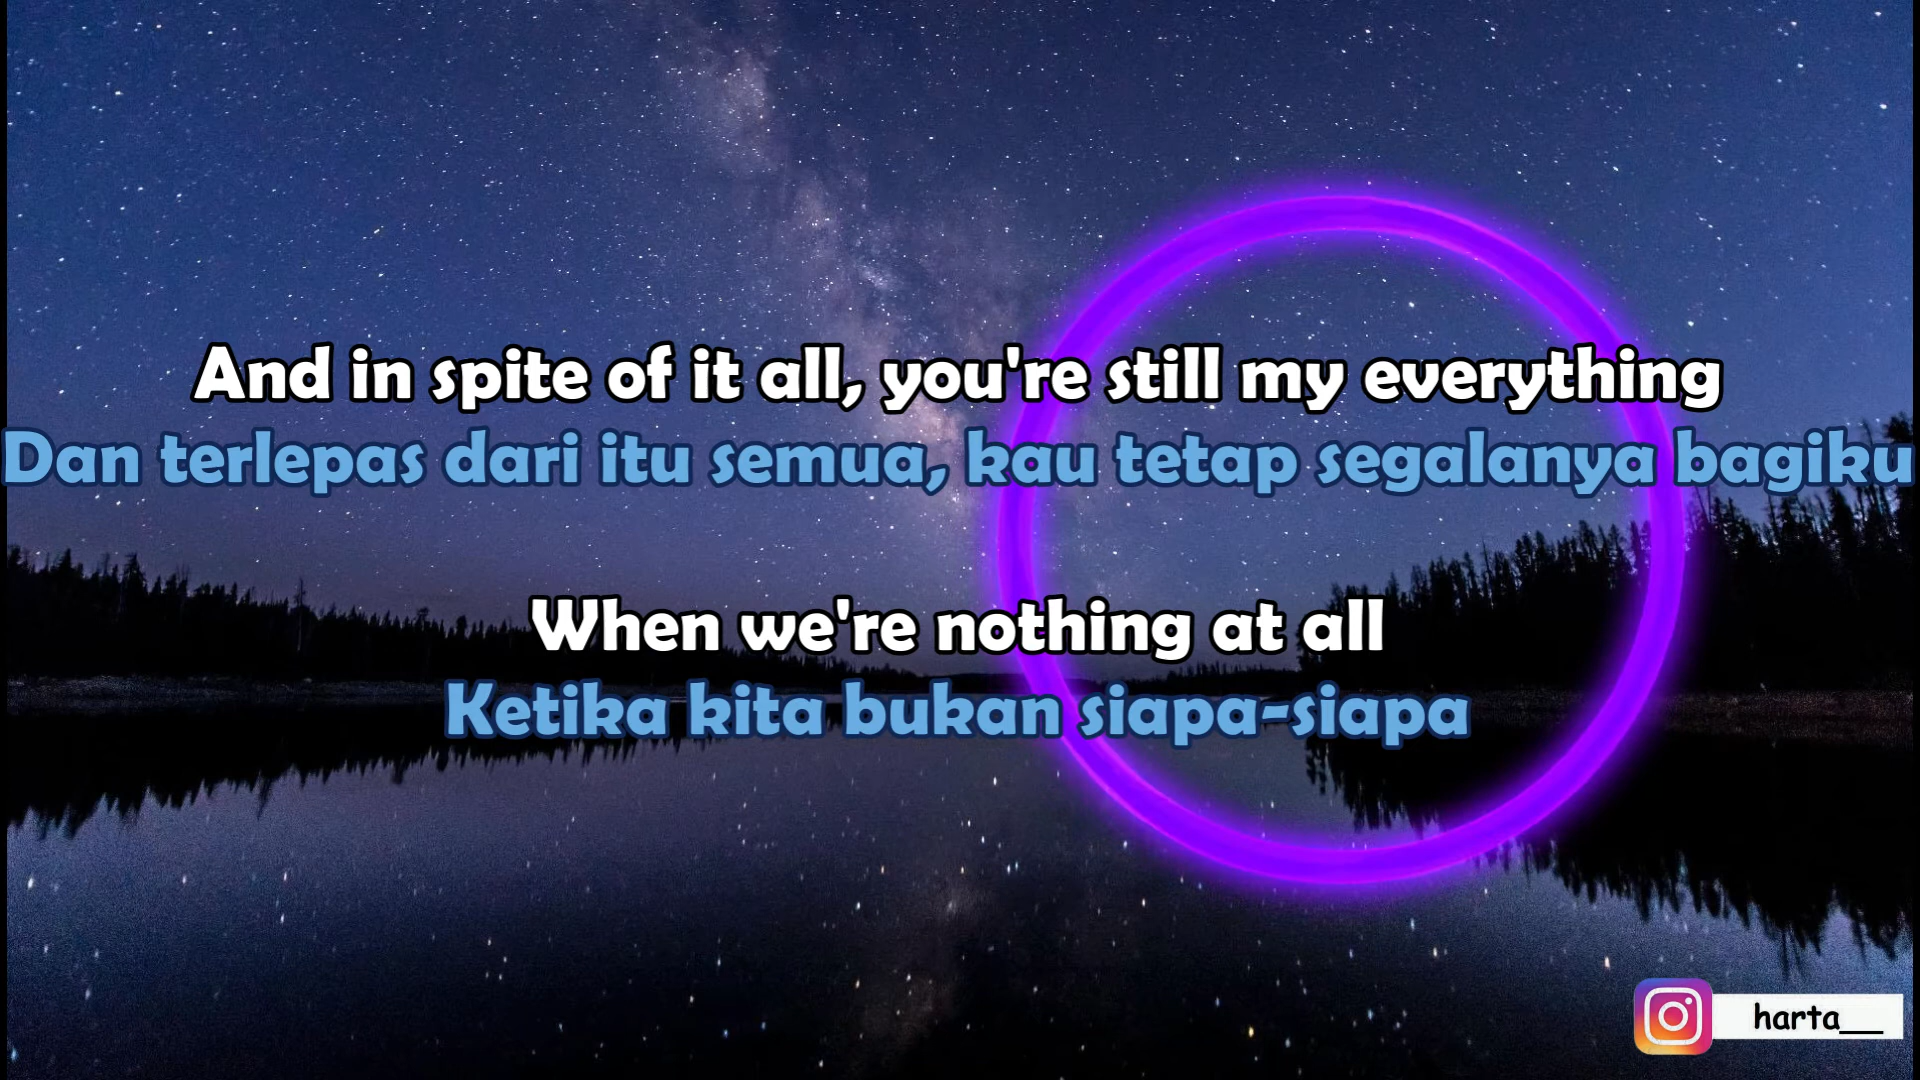 And in spite of it all, you're still my everything
Dan terlepas dari itu semua, kau tetap segalanya bagiku
When we're nothing at all
Ketika kita bukan siapa-siapa
harta__